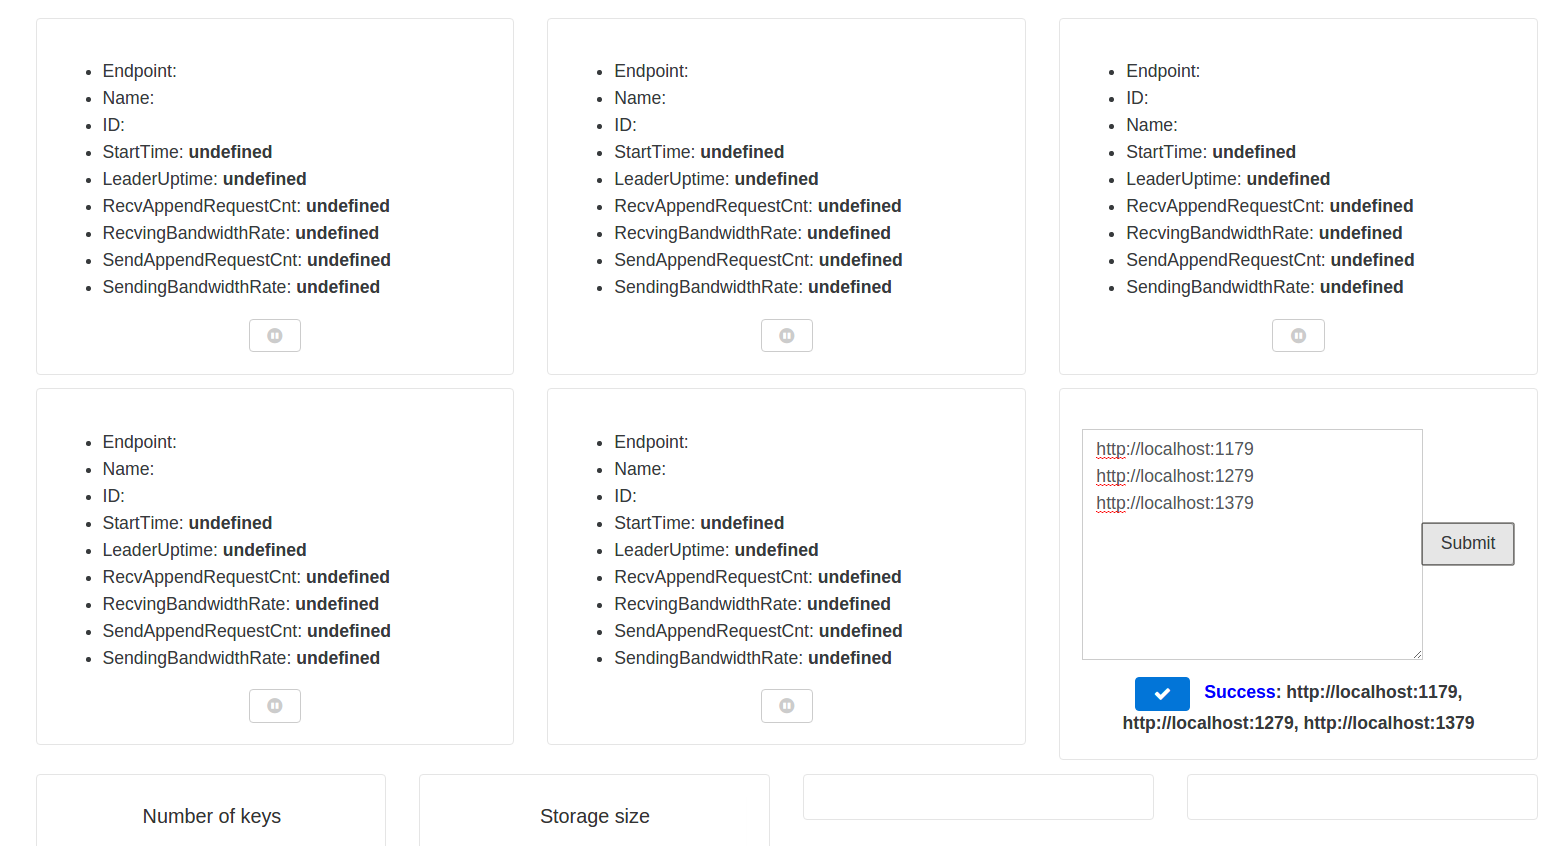 Endpoint:
Name:
ID:
StartTime: undefined
LeaderUptime: undefined
RecvAppendRequestCnt: undefined
RecvingBandwidthRate: undefined
SendAppendRequestCnt: undefined
SendingBandwidthRate: undefined
Endpoint:
Name:
ID:
StartTime: undefined
LeaderUptime: undefined
RecvAppendRequestCnt: undefined
RecvingBandwidthRate: undefined
SendAppendRequestCnt: undefined
SendingBandwidthRate: undefined
Endpoint:
ID:
Name:
StartTime: undefined
LeaderUptime: undefined
RecvAppendRequestCnt: undefined
RecvingBandwidthRate: undefined
SendAppendRequestCnt: undefined
SendingBandwidthRate: undefined
Endpoint:
Name:
ID:
StartTime: undefined
LeaderUptime: undefined
RecvAppendRequestCnt: undefined
RecvingBandwidthRate: undefined
SendAppendRequestCnt: undefined
SendingBandwidthRate: undefined
Endpoint:
Name:
ID:
StartTime: undefined
LeaderUptime: undefined
RecvAppendRequestCnt: undefined
RecvingBandwidthRate: undefined
SendAppendRequestCnt: undefined
SendingBandwidthRate: undefined
http://localhost:1179
http://localhost:1279
http://localhost:1379
Submit
Success: http://localhost:1179,
http://localhost:1279, http://localhost:1379
Number of keys
Storage size